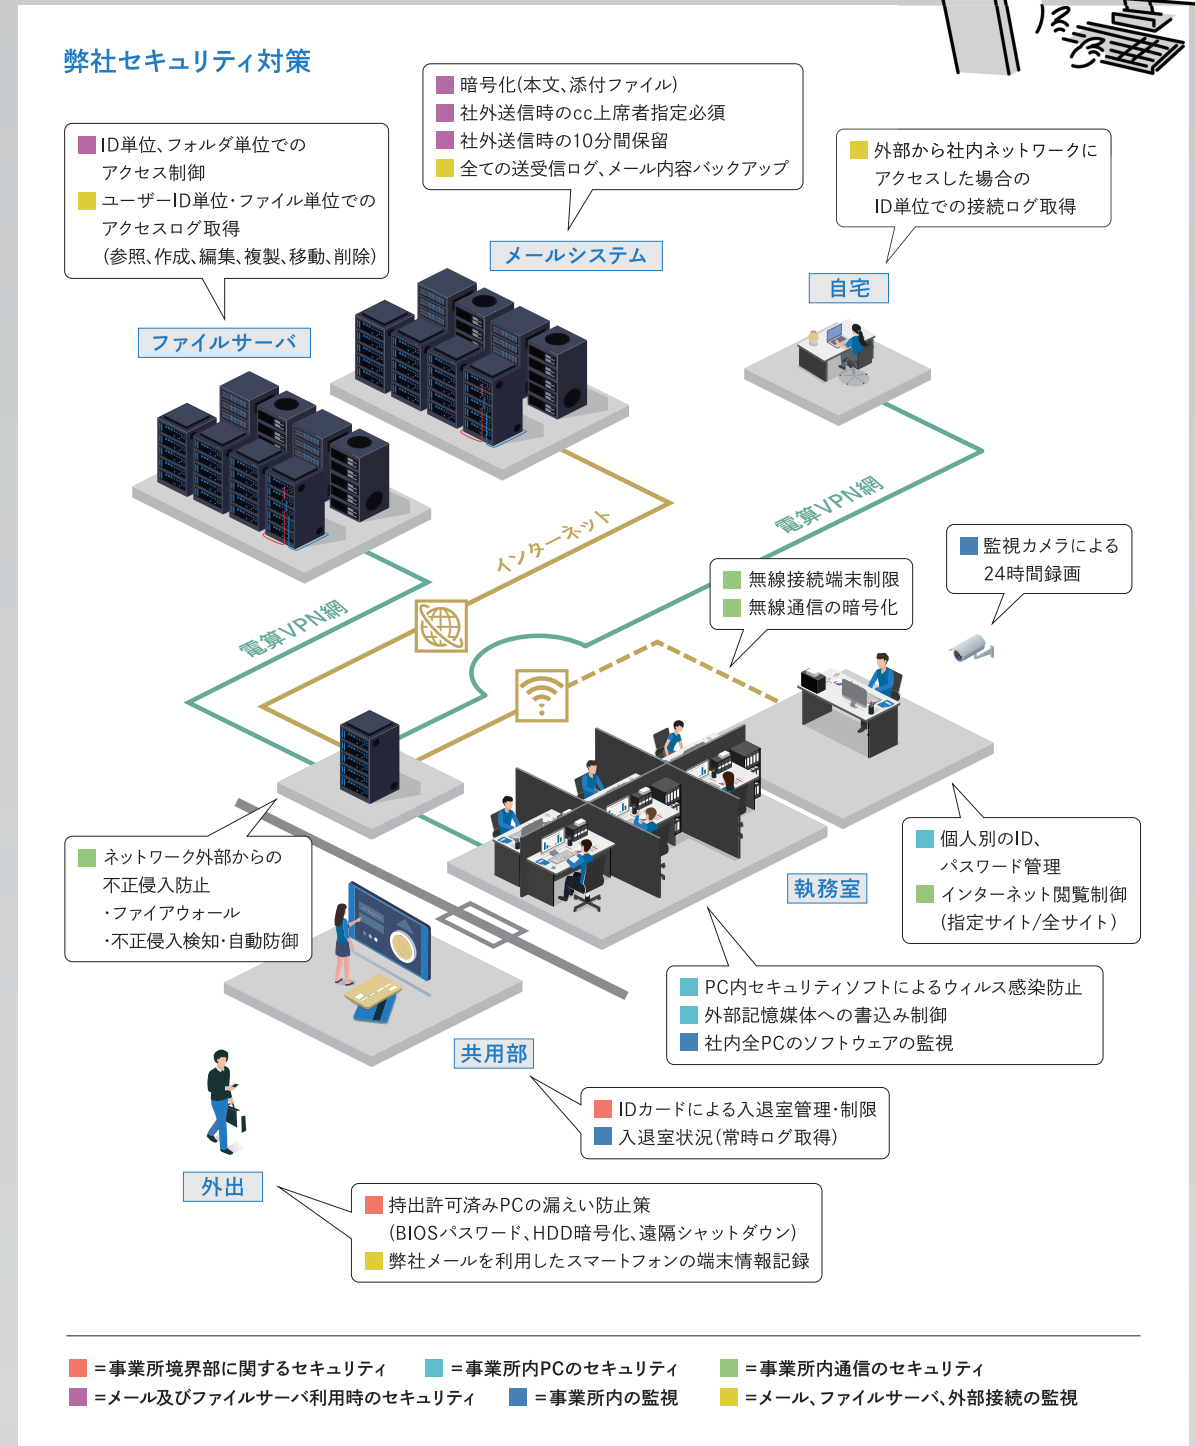 弊社セキュリティ対策
暗号化(本文、添付ファイル)
社外送信時のcc上席者指定必須
社外送信時の10分間保留
全ての送受信ログ、メール内容バックアップ
メールシステム
ID単位、フォルダ単位での
アクセス制御
ユーザーID単位・ファイル単位での
アクセスログ取得
(参照、作成、編集、複製、移動、削除)
ファイルサーバ
外部から社内ネットワークに
アクセスした場合の
ID単位での接続ログ取得
自宅
電算VPN網
インターネット
電算VPN網
監視カメラによる
24時間録画
無線接続端末制限
無線通信の暗号化
ネットワーク外部からの
不正侵入防止
・ファイアウォール
・不正侵入検知・自動防御
個人別のID、
パスワード管理
インターネット閲覧制御
(指定サイト/全サイト)
執務室
PC内セキュリティソフトによるウィルス感染防止
外部記憶媒体への書込み制御
社内全PCのソフトウェアの監視
共用部
IDカードによる入退室管理・制限
入退室状況(常時ログ取得)
外出
持出許可済みPCの漏えい防止策
(BIOSパスワード、HDD暗号化、遠隔シャットダウン)
弊社メールを利用したスマートフォンの端末情報記録
=事業所境界部に関するセキュリティ
=事業所内PCのセキュリティ
=事業所内通信のセキュリティ
=メール及びファイルサーバ利用時のセキュリティ
=事業所内の監視
=メール、ファイルサーバ、外部接続の監視